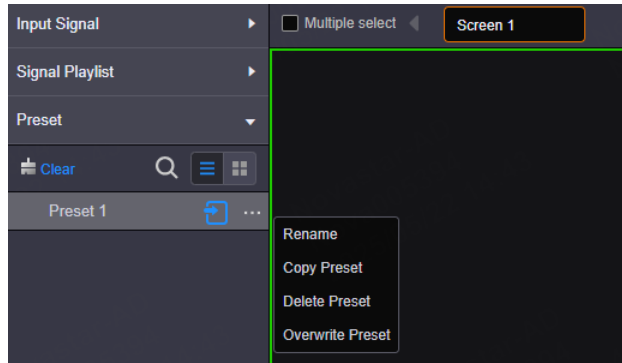 Input Signal
Multiple select
Screen 1
Signal Playlist
Preset
Clear
Preset 1
Rename
Copy Preset
Delete Preset
Overwrite Preset